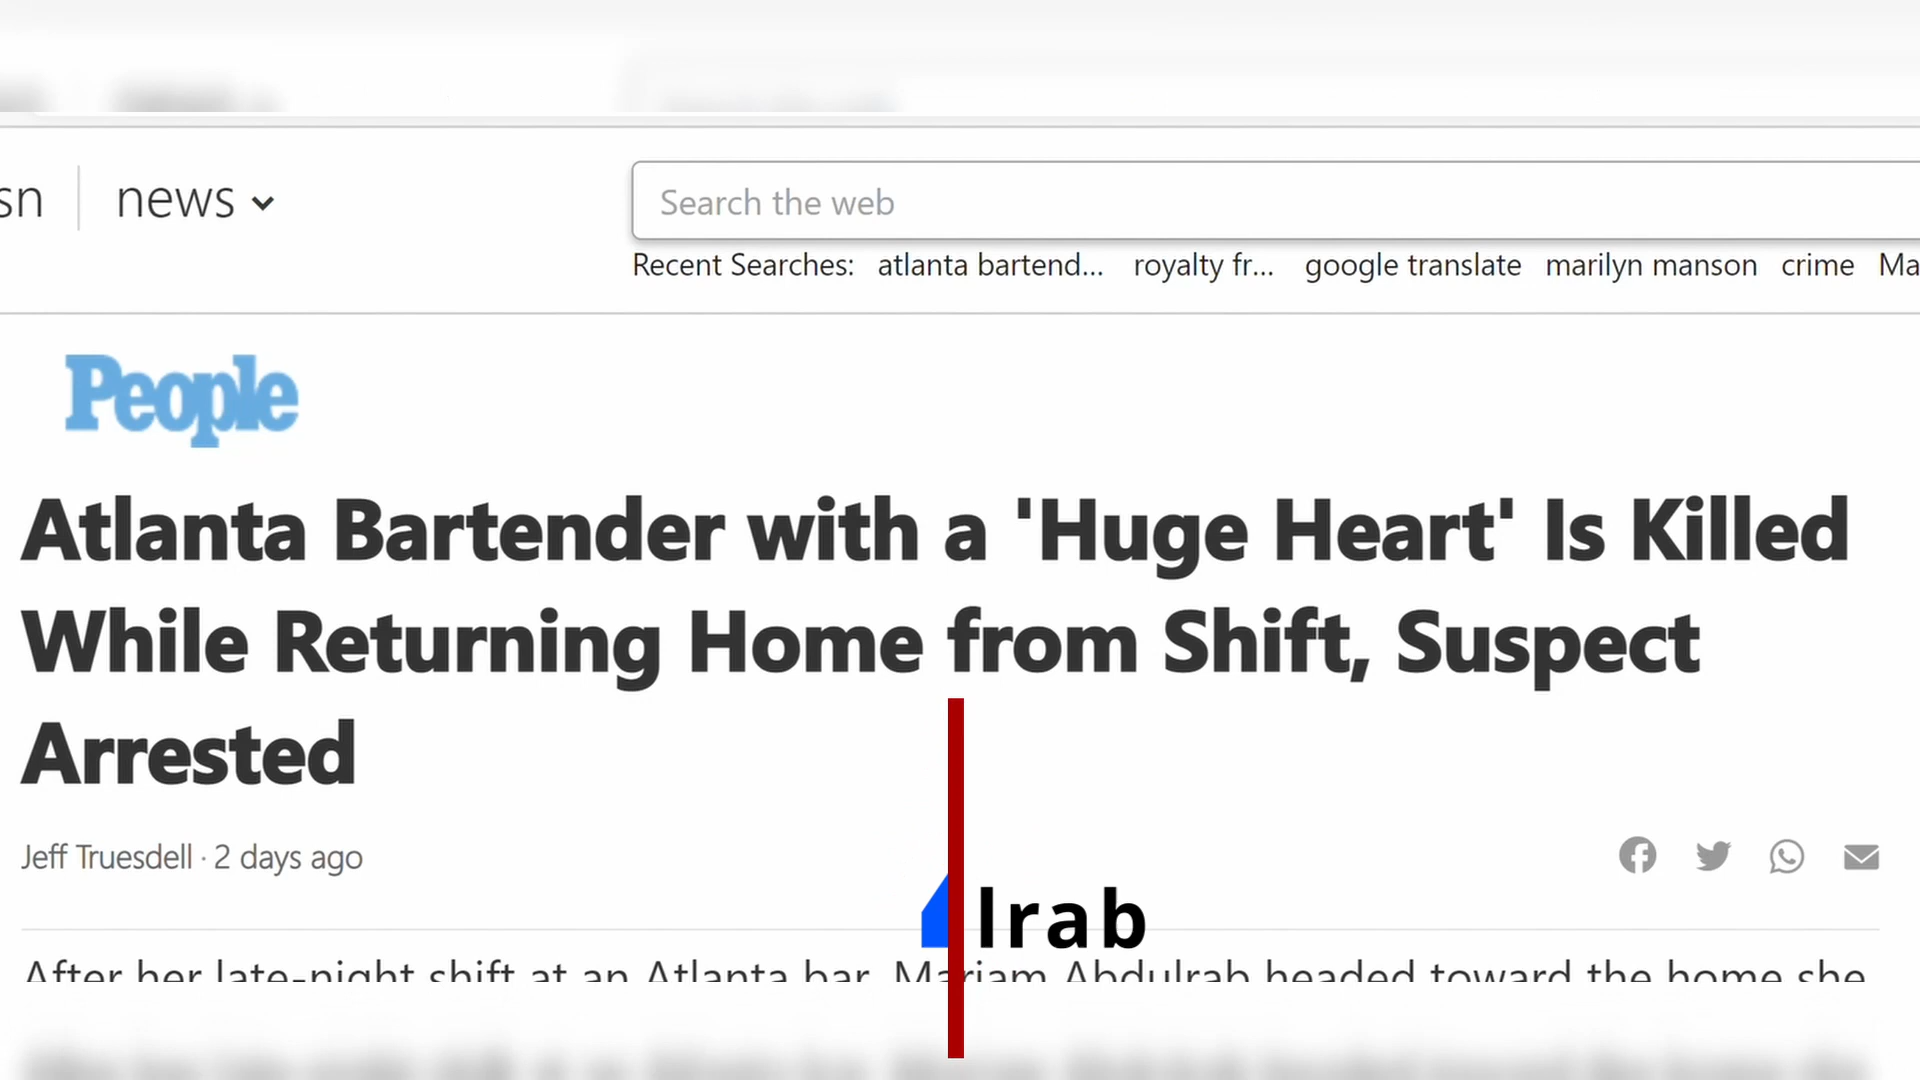 sn news
Search the web
Recent Searches: atlanta bartend... royalty fr... google translate marilyn manson crime Ma
People
Atlanta Bartender with a 'Huge Heart' Is Killed
While Returning Home from Shift, Suspect
Arrested
Jeff Truesdell · 2 days ago
lrab
After her late-night shift at an Atlanta bar, Mariam Abdulrab headed toward the home she